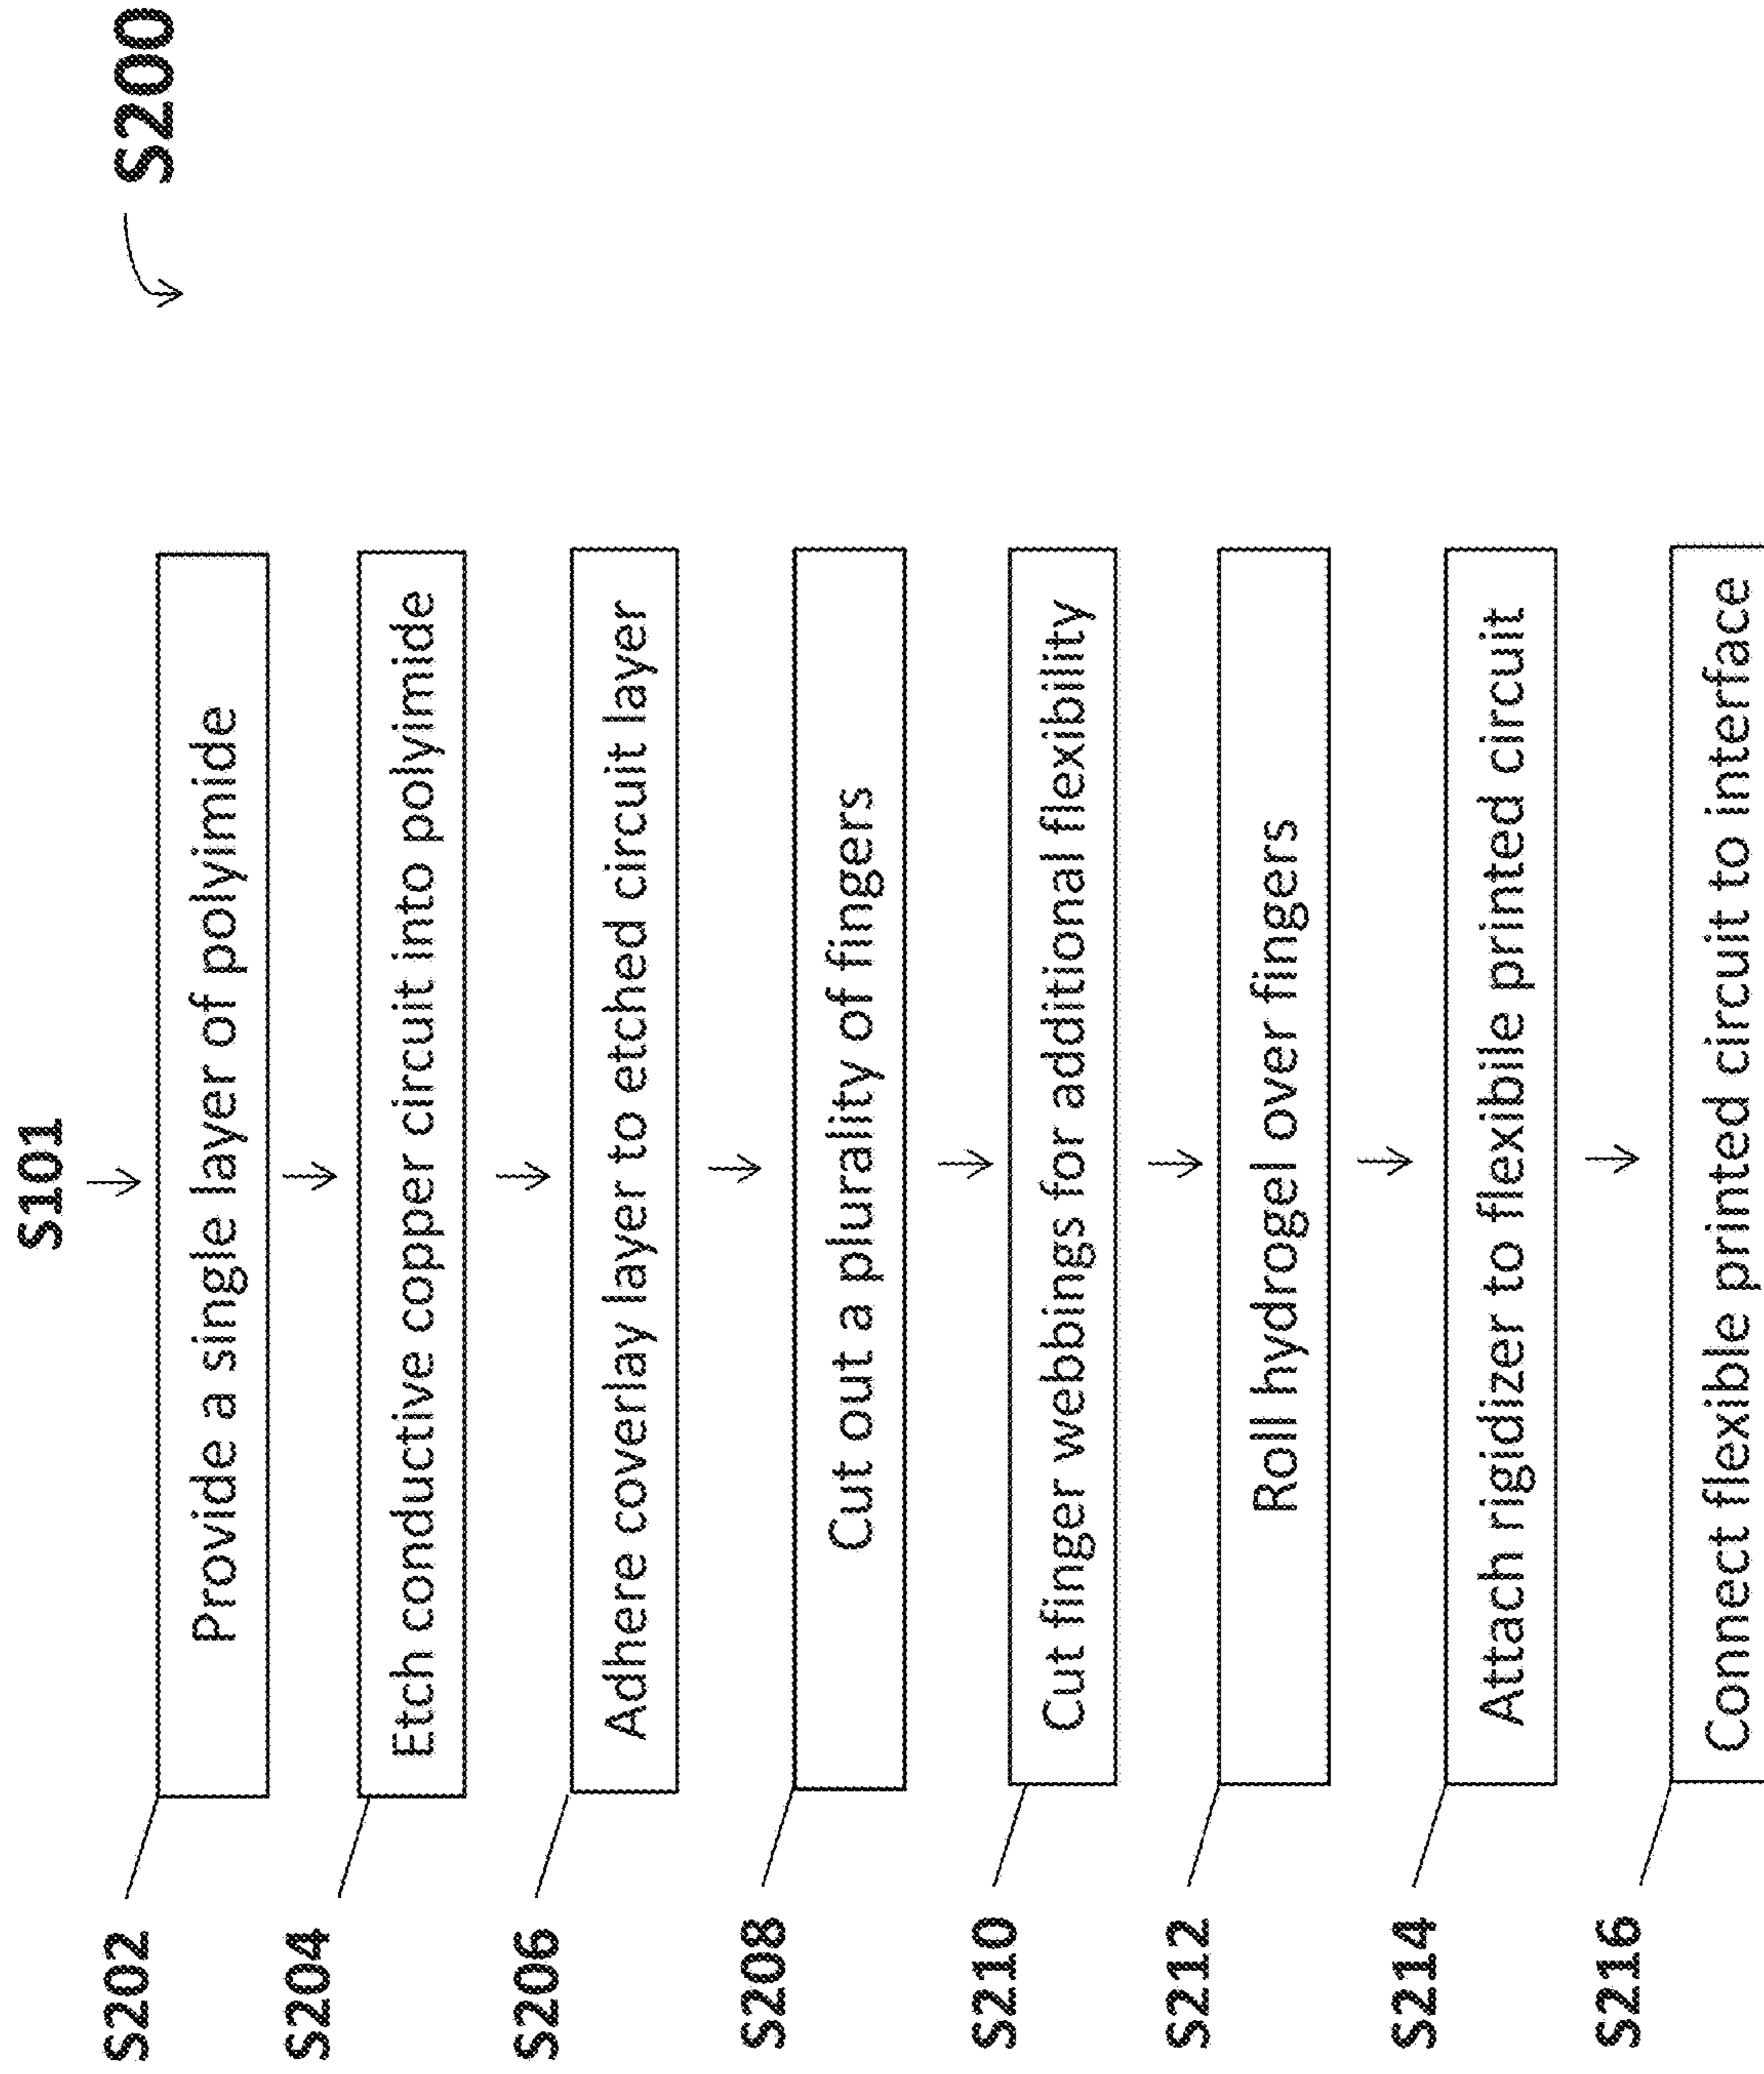 S200
S101
S202
Provide a single layer of polyimide
S204
Etch conductive copper circuit into polyimide
S206
Adhere coverlay layer to etched circuit layer
S208
Cut out a plurality of fingers
S210
Cut finger webbings for additional flexibility
S212
Roll hydrogel over fingers
S214
Attach rigidizer to flexibile printed circuit
S216
Connect flexible printed circuit to interface